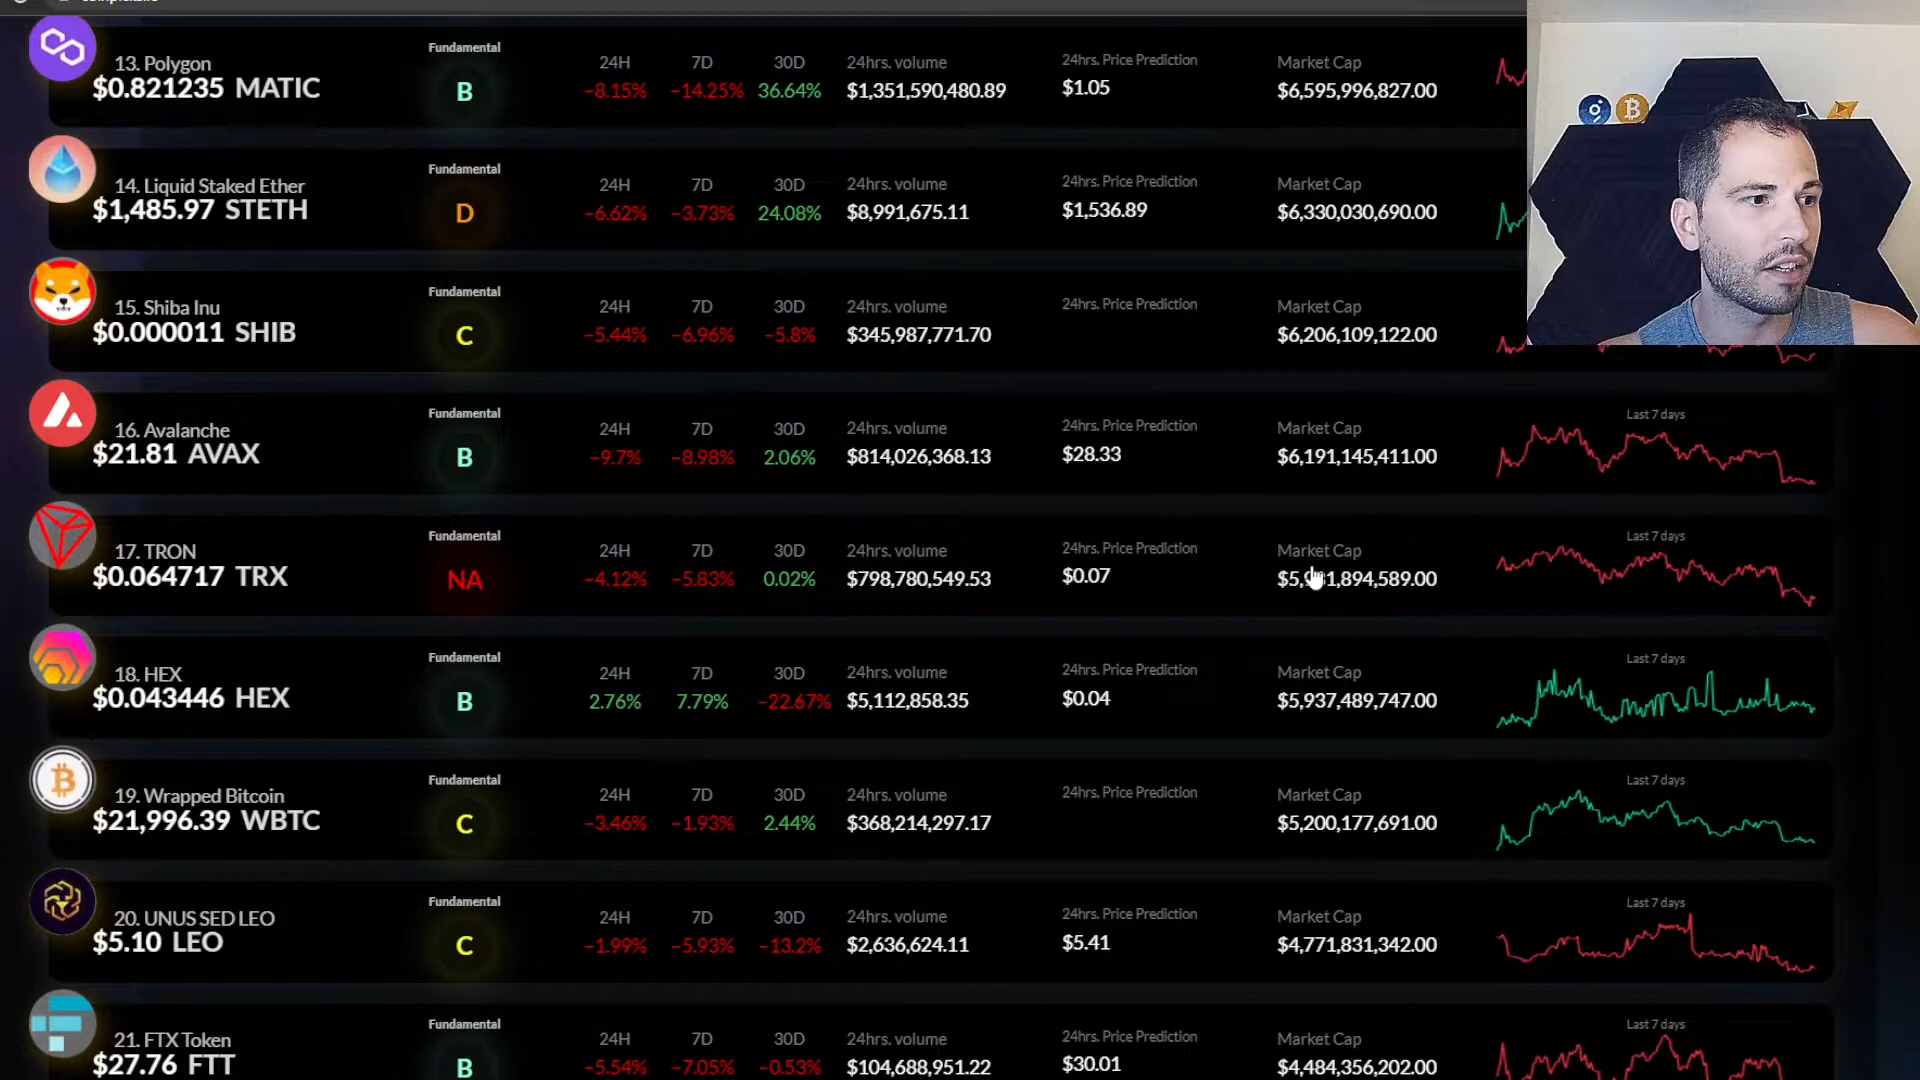 13. Polygon
$0.821235 MATIC
Fundamental
B
24H 7D 30D
-8.15% -14.25% 36.64%
24hrs. volume
$1,351,590,480.89
24hrs. Price Prediction
$1.05
Market Cap
$6,595,996,827.00
14. Liquid Staked Ether
$1,485.97 STETH
Fundamental
D
24H 7D 30D
-6.62% -3.73% 24.08%
24hrs. volume
$8,991,675.11
24hrs. Price Prediction
$1,536.89
Market Cap
$6,330,030,690.00
15. Shiba Inu
$0.000011 SHIB
Fundamental
C
24H 7D 30D
-5.44% -6.96% -5.8%
24hrs. volume
$345,987,771.70
24hrs. Price Prediction
Market Cap
$6,206,109,122.00
16. Avalanche
$21.81 AVAX
Fundamental
B
24H 7D 30D
-9.7% -8.98% 2.06%
24hrs. volume
$814,026,368.13
24hrs. Price Prediction
$28.33
Market Cap
$6,191,145,411.00
Last 7 days
17. TRON
$0.064717 TRX
Fundamental
NA
24H 7D 30D
-4.12% -5.83% 0.02%
24hrs. volume
$798,780,549.53
24hrs. Price Prediction
$0.07
Market Cap
Last 7 days
18. HEX
$0.043446 HEX
Fundamental
B
24H 7D 30D
2.76% 7.79% -22.67%
24hrs. volume
$5,112,858.35
24hrs. Price Prediction
$0.04
Market Cap
$5,937,489,747.00
Last 7 days
19. Wrapped Bitcoin
$21,996.39 WBTC
Fundamental
C
24H 7D 30D
-3.46% -1.93% 2.44%
24hrs. volume
$368,214,297.17
24hrs. Price Prediction
Market Cap
$5,200,177,691.00
Last 7 days
20. UNUS SED LEO
$5.10 LEO
Fundamental
C
24H 7D 30D
-1.99% -5.93% -13.2%
24hrs. volume
$2,636,624.11
24hrs. Price Prediction
$5.41
Market Cap
$4,771,831,342.00
Last 7 days
21. FTX Token
$27.76 FTT
Fundamental
B
24H 7D 30D
-5.54% -7.05% -0.53%
24hrs. volume
$104,688,951.22
24hrs. Price Prediction
$30.01
Market Cap
$4,484,356,202.00
Last 7 days